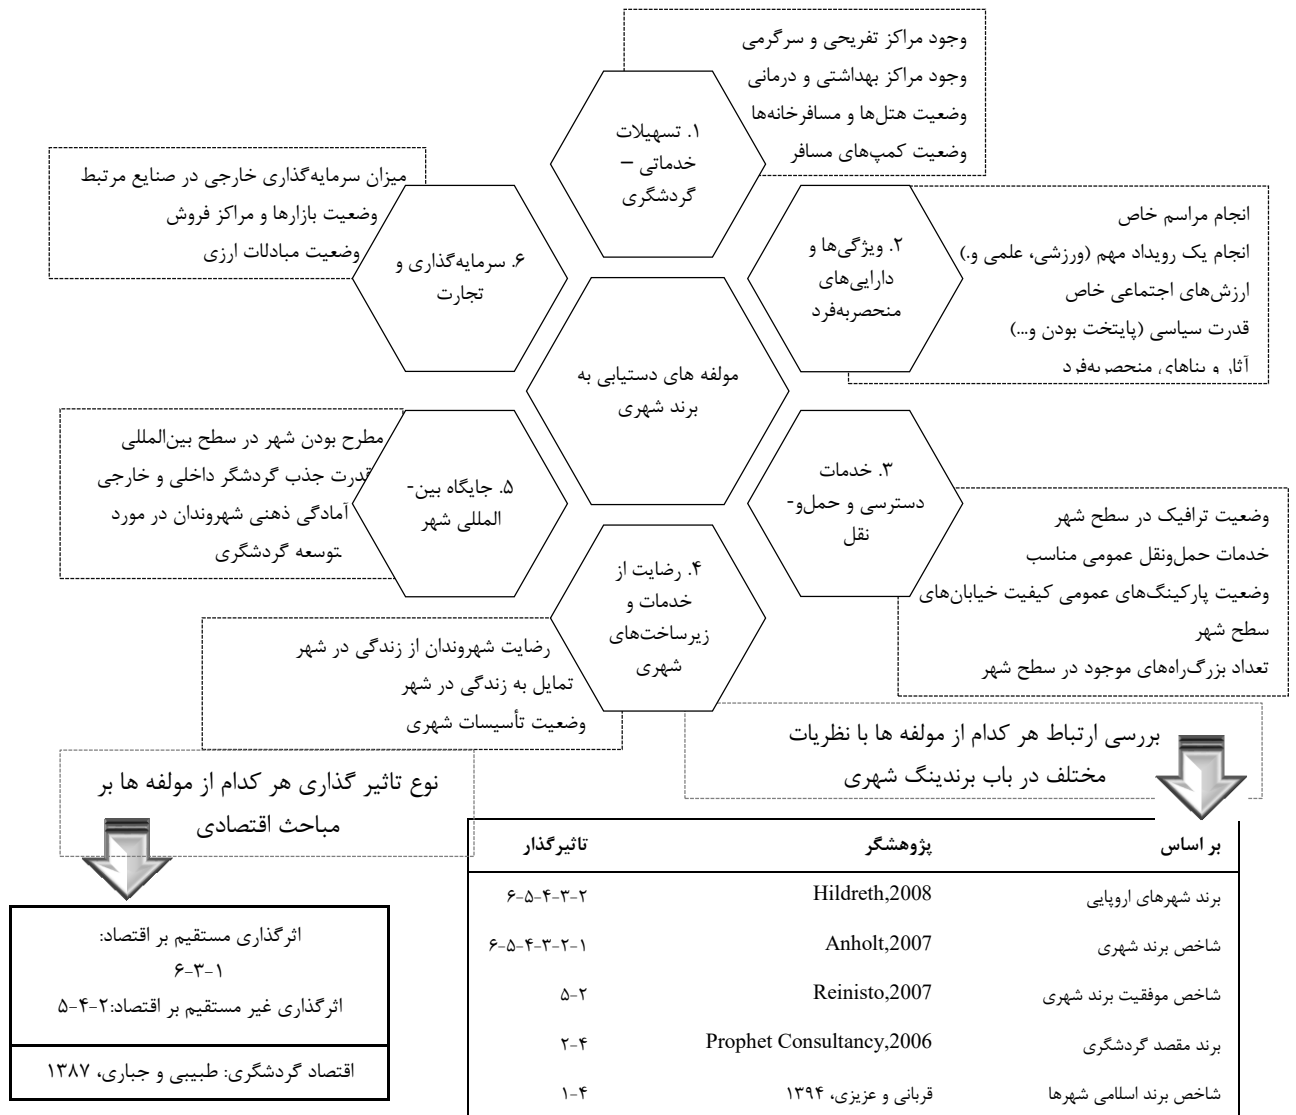 وجود مراکز تفریحی و سرگرمی
وجود مراکز بهداشتی و درمانی
وضعیت هتل‌ها و مسافرخانه‌ها
وضعیت کمپ‌های مسافر
۱. تسهیلات
خدماتی –
گردشگری
انجام مراسم خاص
انجام یک رویداد مهم (ورزشی، علمی و.)
ارزش‌های اجتماعی خاص
قدرت سیاسی (پایتخت بودن و...)
آثار و بناهای منحصربه‌فرد
۲. ویژگی‌ها و
دارایی‌های
منحصربه‌فرد
میزان سرمایه‌گذاری خارجی در صنایع مرتبط
وضعیت بازارها و مراکز فروش
وضعیت مبادلات ارزی
۶. سرمایه‌گذاری و
تجارت
مولفه های دستیابی به
برند شهری
۳. خدمات
دسترسی و حمل‌و-
نقل
وضعیت ترافیک در سطح شهر
خدمات حمل‌ونقل عمومی مناسب
وضعیت پارکینگ‌های عمومی کیفیت خیابان‌های
سطح شهر
تعداد بزرگ‌راه‌های موجود در سطح شهر
مطرح بودن شهر در سطح بین‌المللی
قدرت جذب گردشگر داخلی و خارجی
آمادگی ذهنی شهروندان در مورد
توسعه گردشگری
۵. جایگاه بین-
المللی شهر
۴. رضایت از
خدمات و
زیرساخت‌های
شهری
رضایت شهروندان از زندگی در شهر
تمایل به زندگی در شهر
وضعیت تأسیسات شهری
بررسی ارتباط هر کدام از مولفه ها با نظریات
مختلف در باب برندینگ شهری
نوع تاثیر گذاری هر کدام از مولفه ها بر
مباحث اقتصادی
بر اساس پژوهشگر تاثیرگذار
برند شهرهای اروپایی Hildreth,2008 ۲-۳-۴-۵-۶
شاخص برند شهری Anholt,2007 ۱-۲-۳-۴-۵-۶
شاخص موفقیت برند شهری Reinisto,2007 ۲-۵
برند مقصد گردشگری Prophet Consultancy,2006 ۴-۲
شاخص برند اسلامی شهرها قربانی و عزیزی، ۱۳۹۴ ۴-۱
اثرگذاری مستقیم بر اقتصاد:
۱-۳-۶
اثرگذاری غیر مستقیم بر اقتصاد:۲-۴-۵
اقتصاد گردشگری: طبیبی و جباری، ۱۳۸۷